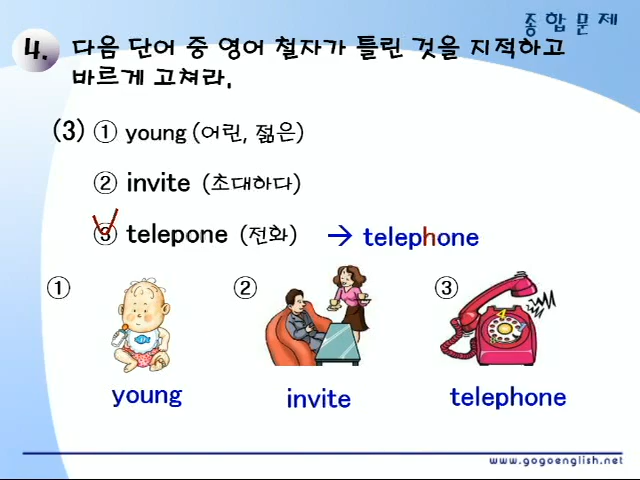 종합문제
4. 다음 단어 중 영어 철자가 틀린 것을 지적하고
바르게 고쳐라.
(3) ① young (어린, 젊은)
② invite (초대하다)
③ telepone (전화) → telephone
① ② ③
young invite telephone
www.gogoenglish.net